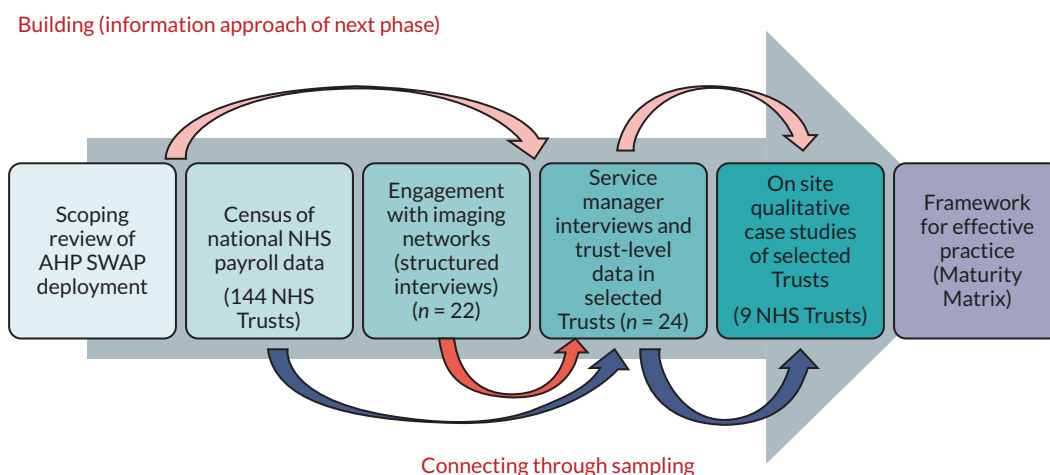 Building (information approach of next phase)
Scoping
review of
AHP SWAP
deployment
Census of
national NHS
payroll data
(144 NHS
Trusts)
Engagement
with imaging
networks
(structured
interviews)
(n = 22)
Service
manager
interviews and
trust-level
data in
selected
Trusts (n = 24)
On site
qualitative
case studies
of selected
Trusts
(9 NHS Trusts)
Framework
for effective
practice
(Maturity
Matrix)
Connecting through sampling